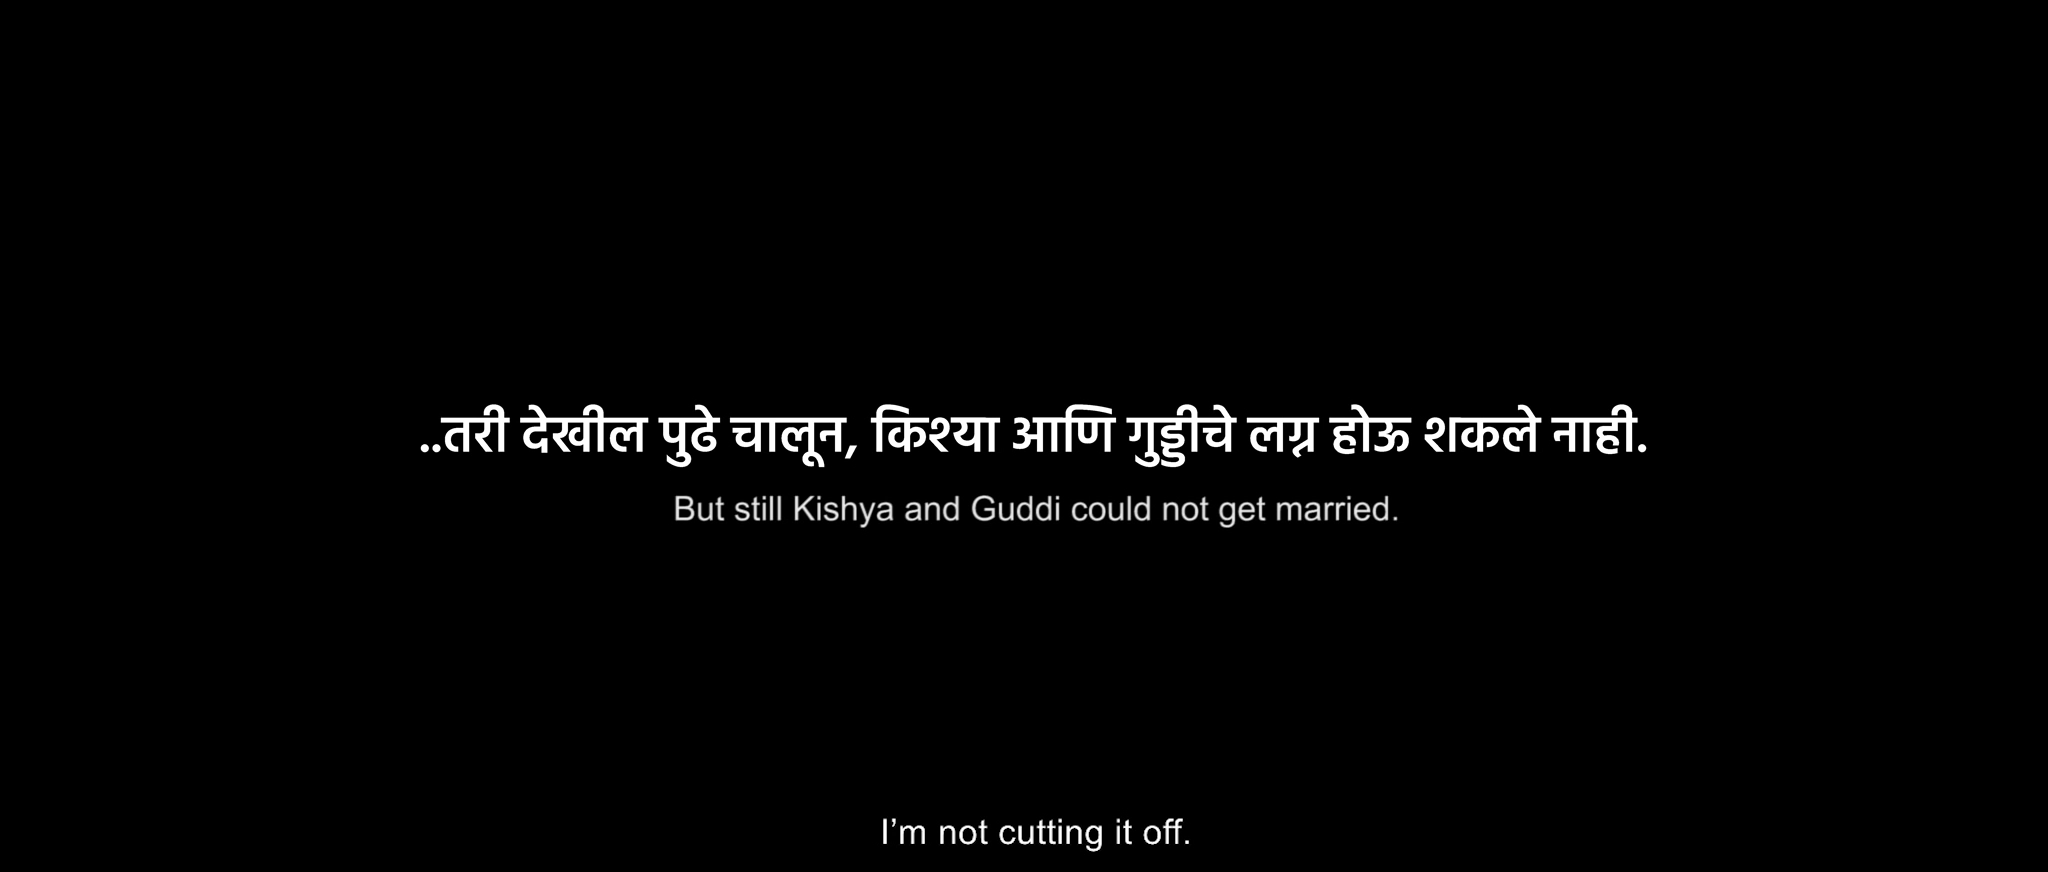 ..तरी देखील पुढे चालून, किश्या आणि गुड्डीचे लग्न होऊ शकले नाही.
But still Kishya and Guddi could not get married.
I’m not cutting it off.